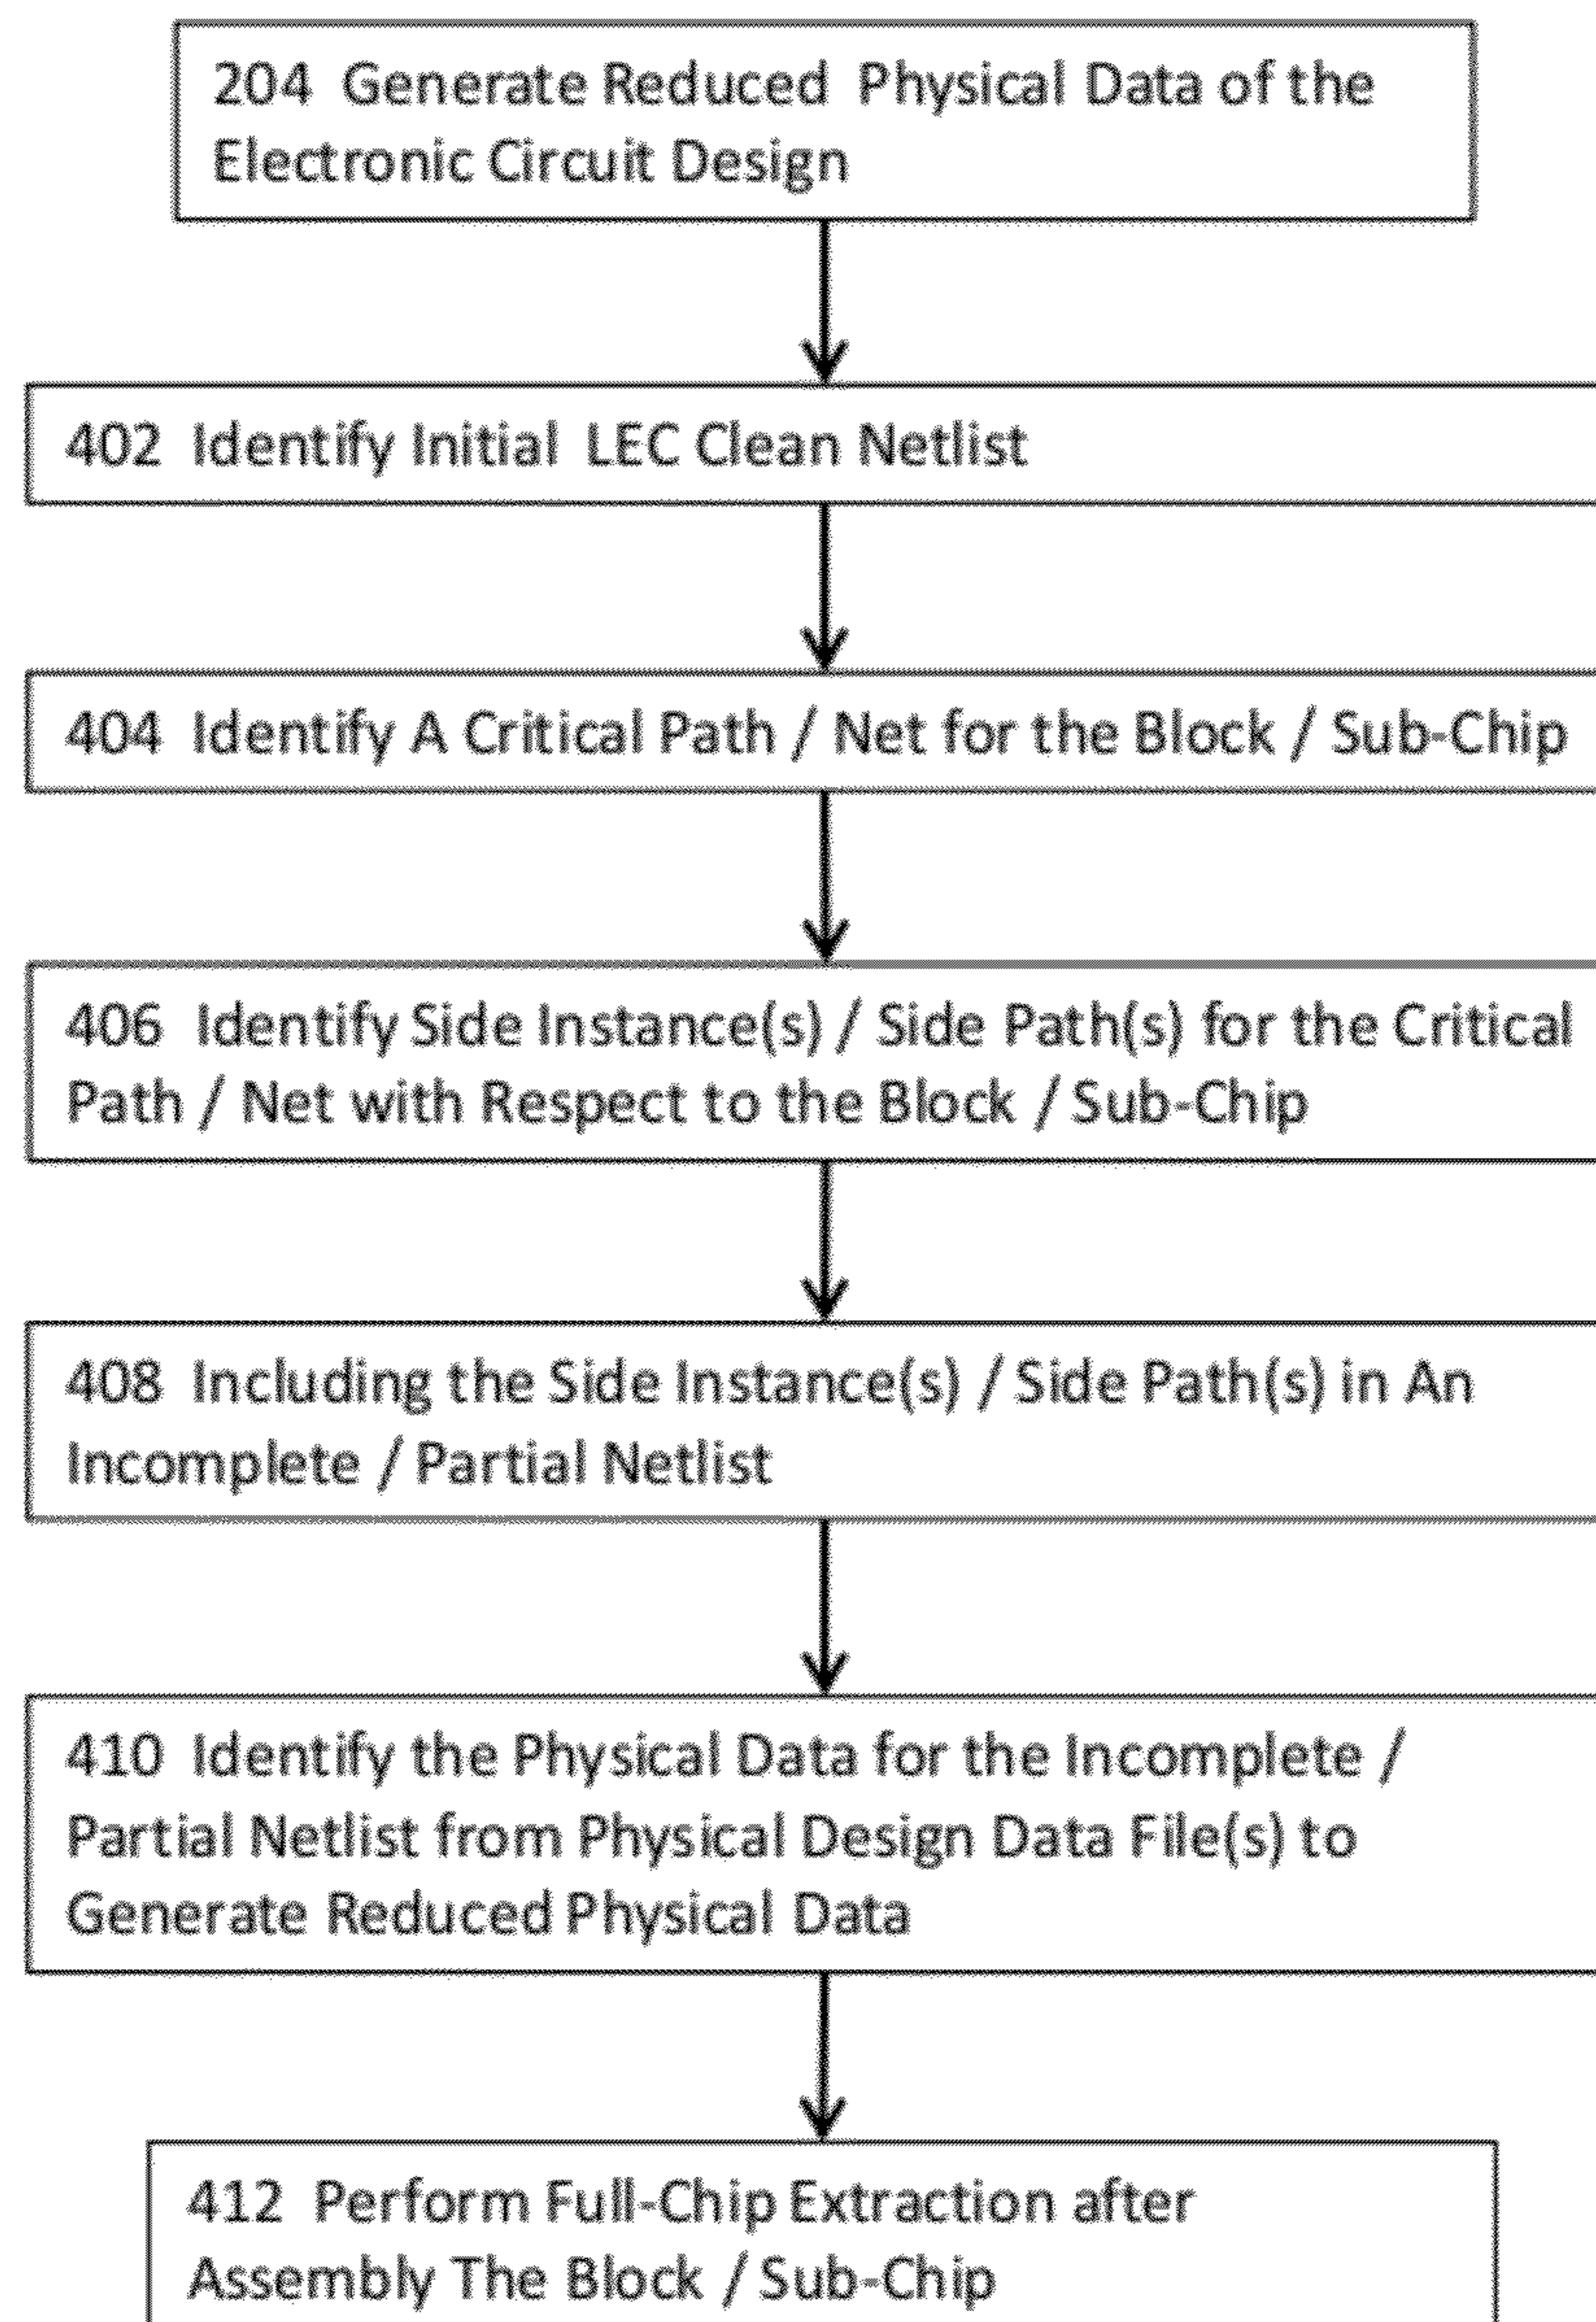 204 Generate Reduced Physical Data of the
Electronic Circuit Design
402 Identify Initial LEC Clean Netlist
404 Identify A Critical Path / Net for the Block / Sub-Chip
406 Identify Side Instance(s) / Side Path(s) for the Critical
Path / Net with Respect to the Block / Sub-Chip
408 Including the Side Instance(s) / Side Path(s) in An
Incomplete / Partial Netlist
410 Identify the Physical Data for the Incomplete /
Partial Netlist from Physical Design Data File(s) to
Generate Reduced Physical Data
412 Perform Full-Chip Extraction after
Assembly The Block / Sub-Chip